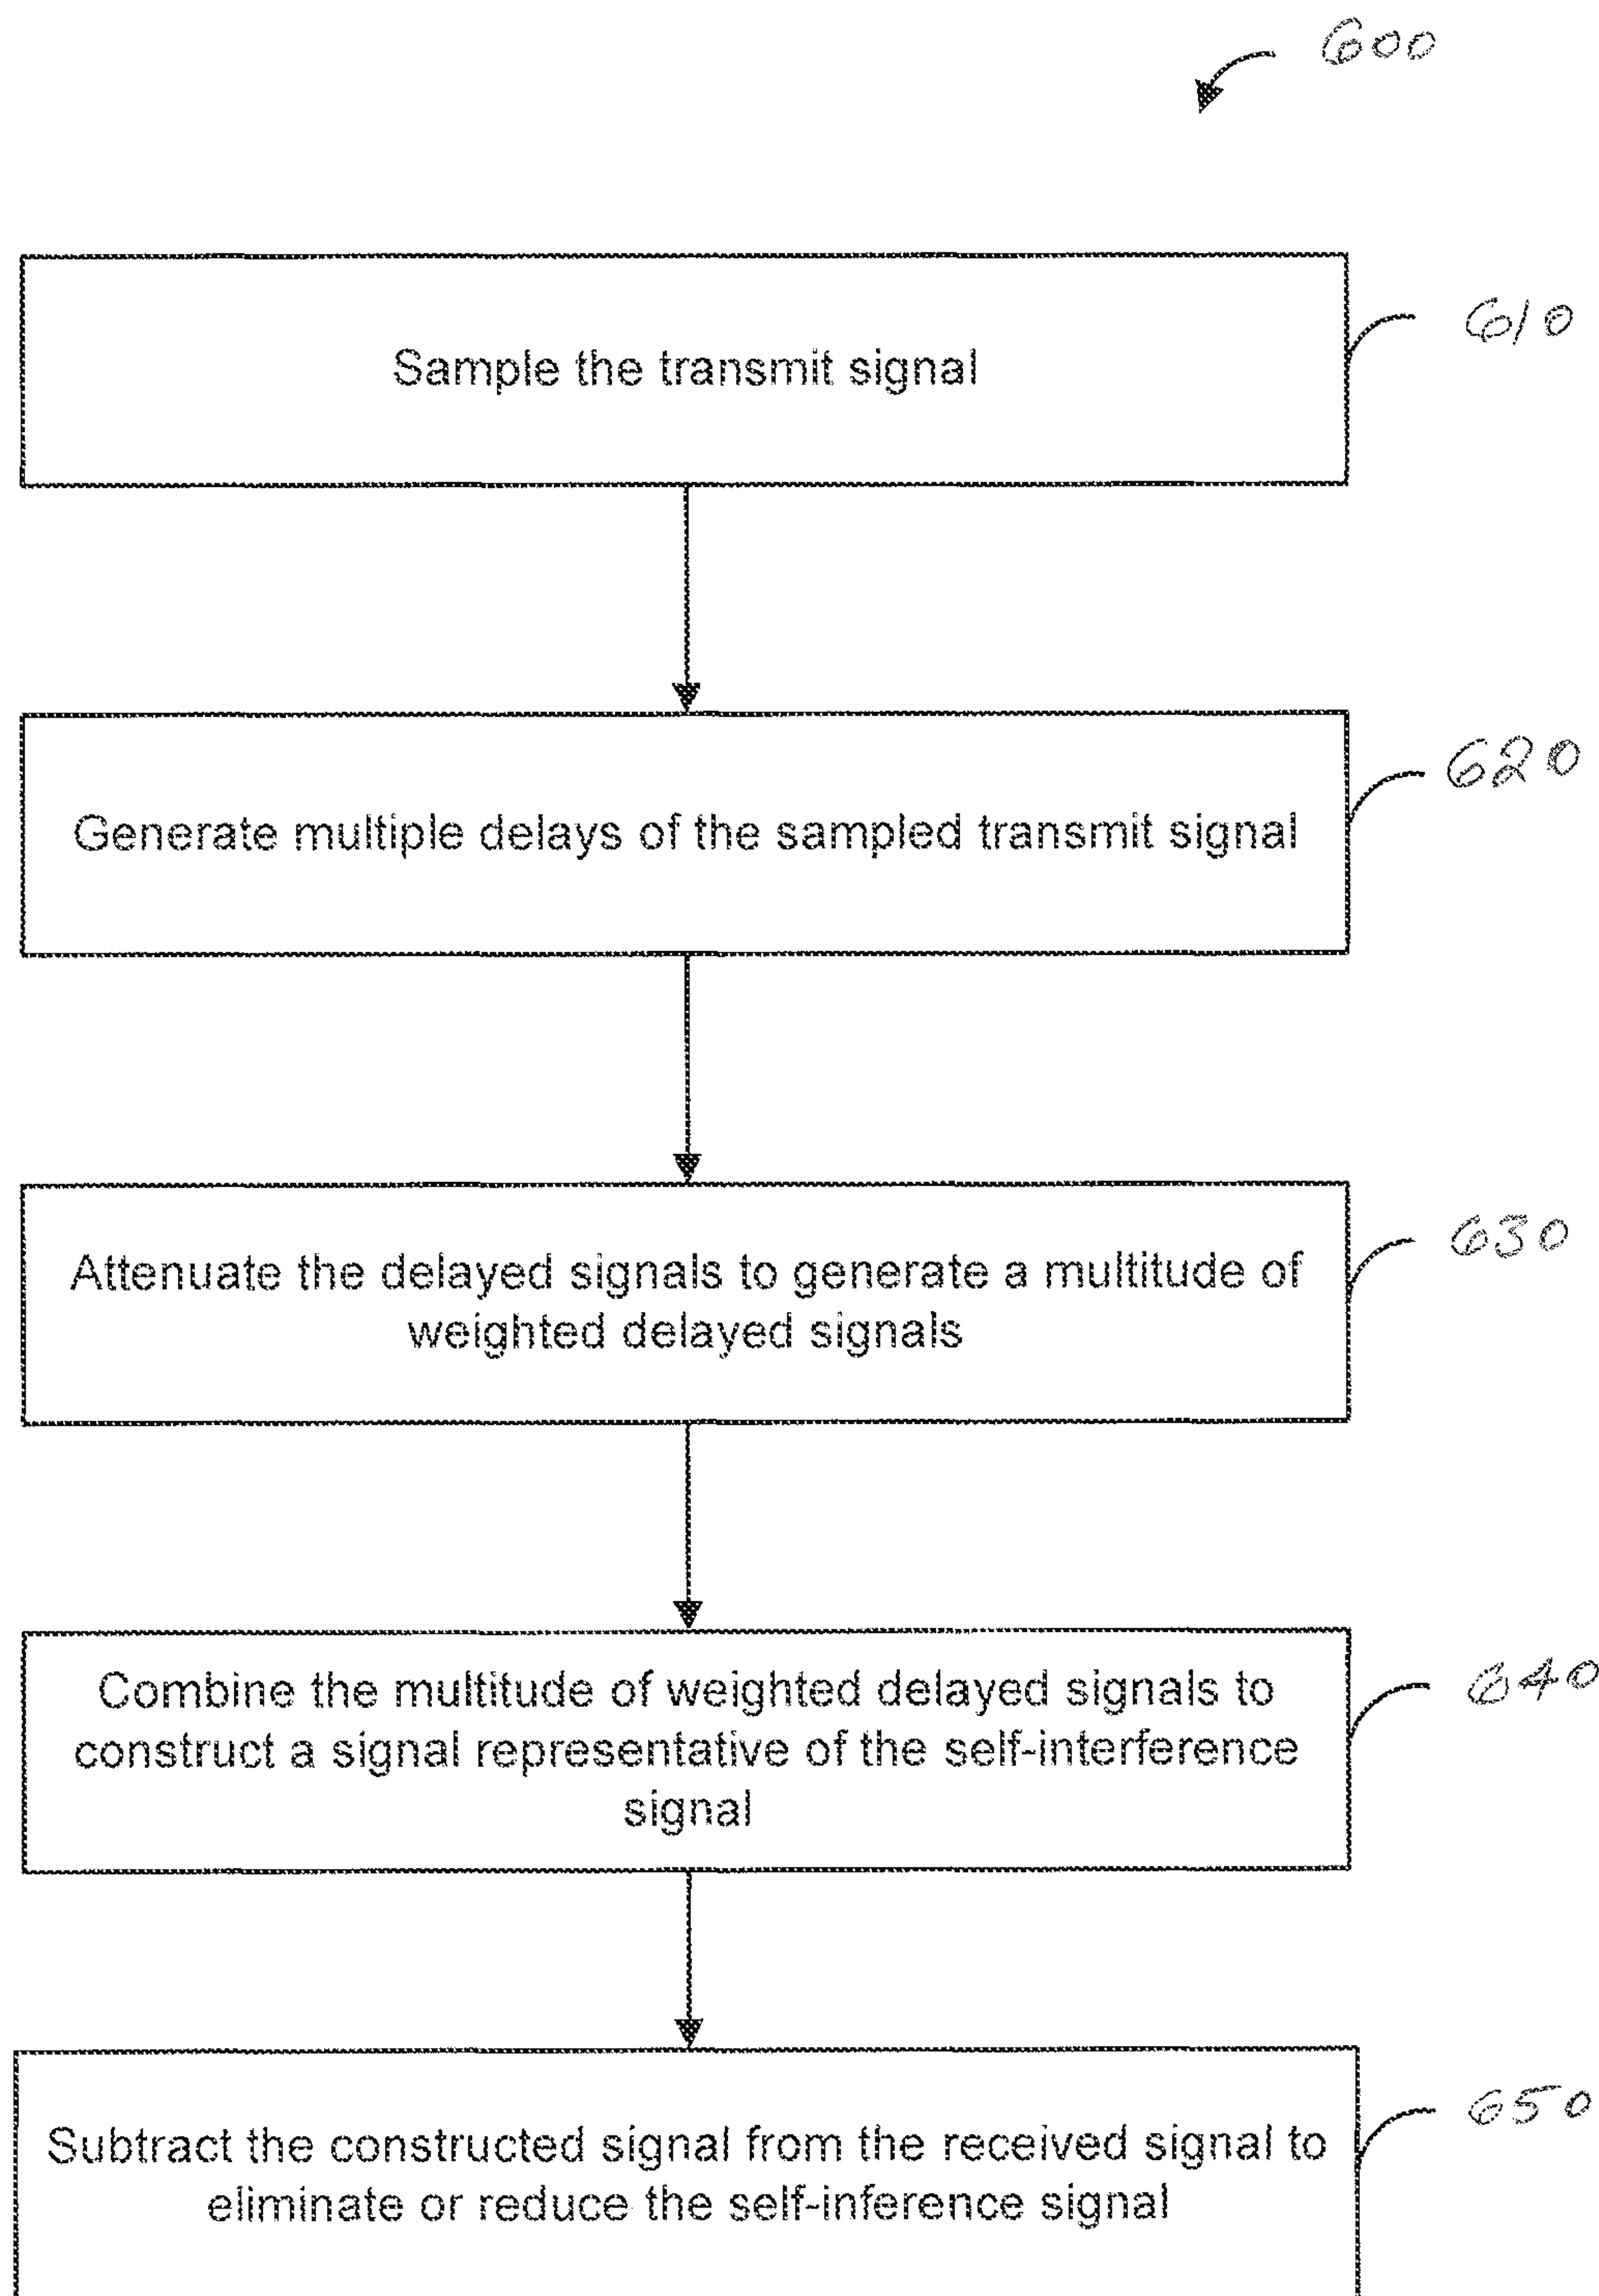 600
Sample the transmit signal
610
Generate multiple delays of the sampled transmit signal
620
Attenuate the delayed signals to generate a multitude of
weighted delayed signals
630
Combine the multitude of weighted delayed signals to
construct a signal representative of the self-interference
signal
640
Subtract the constructed signal from the received signal to
eliminate or reduce the self-inference signal
650